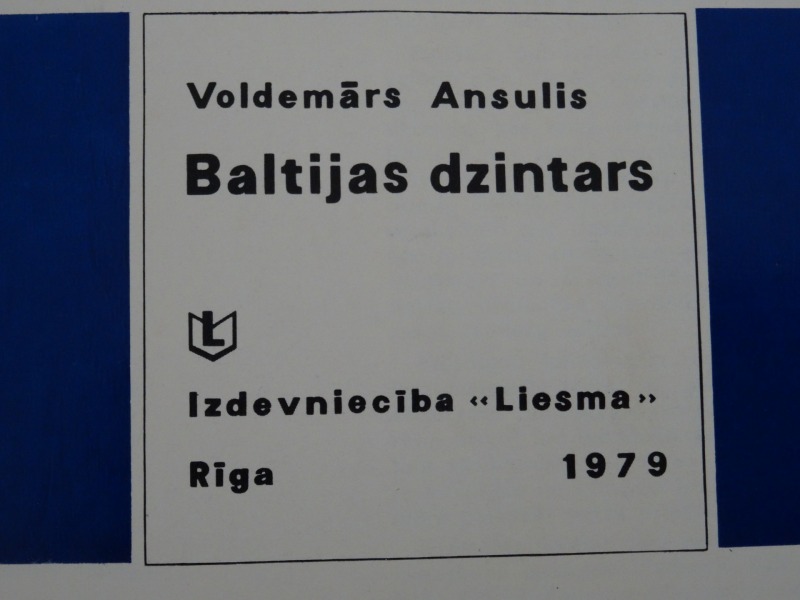 Voldemārs Ansulis
Baltijas dzintars
L
Izdevniecība «Liesma»
Rīga 1979